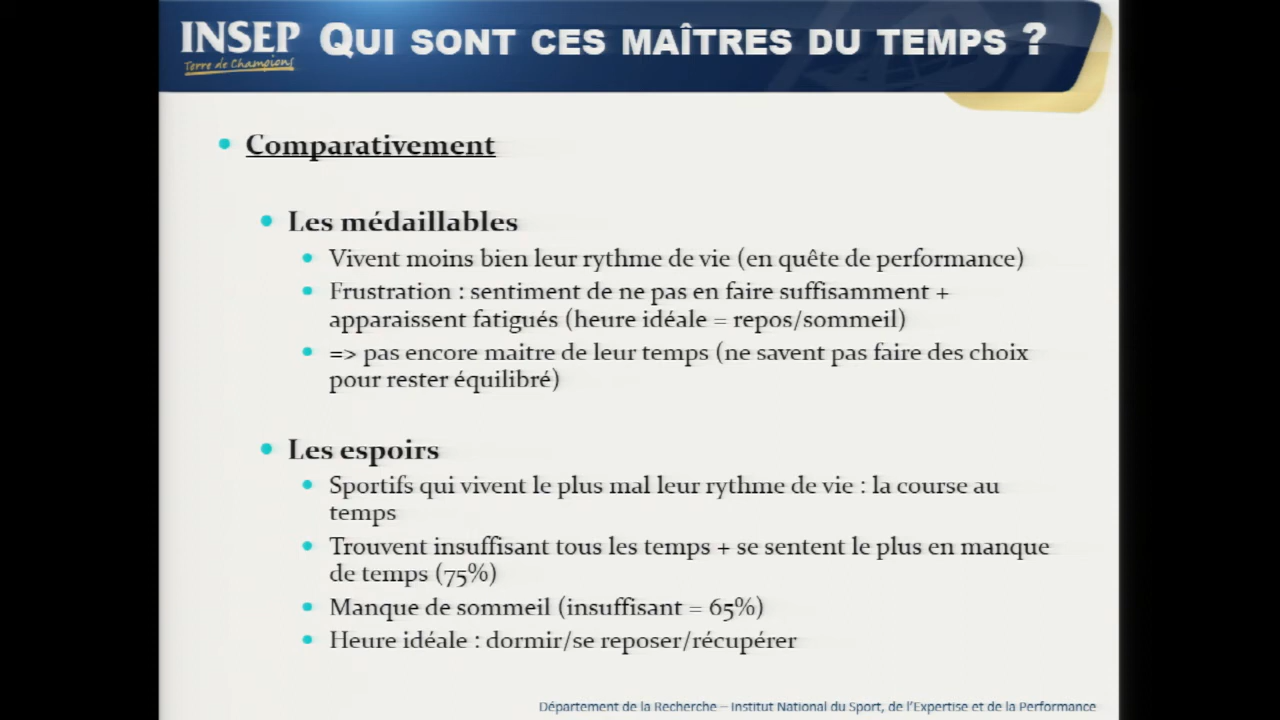 INSEP
Terre de Champions
QUI SONT CES MAÎTRES DU TEMPS ?
Comparativement
Les médaillables
Vivent moins bien leur rythme de vie (en quête de performance)
Frustration : sentiment de ne pas en faire suffisamment +
apparaissent fatigués (heure idéale = repos/sommeil)
=> pas encore maitre de leur temps (ne savent pas faire des choix
pour rester équilibré)
Les espoirs
Sportifs qui vivent le plus mal leur rythme de vie : la course au
temps
Trouvent insuffisant tous les temps + se sentent le plus en manque
de temps (75%)
Manque de sommeil (insuffisant = 65%)
Heure idéale : dormir/se reposer/récupérer
Département de la Recherche – Institut National du Sport, de l'Expertise et de la Performance